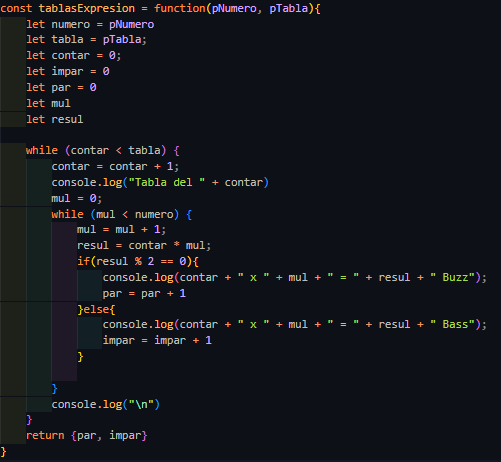 const tablasExpresion = function(pNumero, pTabla){
    let numero = pNumero
    let tabla = pTabla;
    let contar = 0;
    let impar = 0
    let par = 0
    let mul
    let resul

    while (contar < tabla) {
        contar = contar + 1;
        console.log("Tabla del " + contar)
        mul = 0;
        while (mul < numero) {
            mul = mul + 1;
            resul = contar * mul;
            if(resul % 2 == 0){
                console.log(contar + " x " + mul + " = " + resul + " Buzz");
                par = par + 1
            }else{
                console.log(contar + " x " + mul + " = " + resul + " Bass");
                impar = impar + 1
            }

        }
        console.log("\n")
    }
    return {par, impar}
}